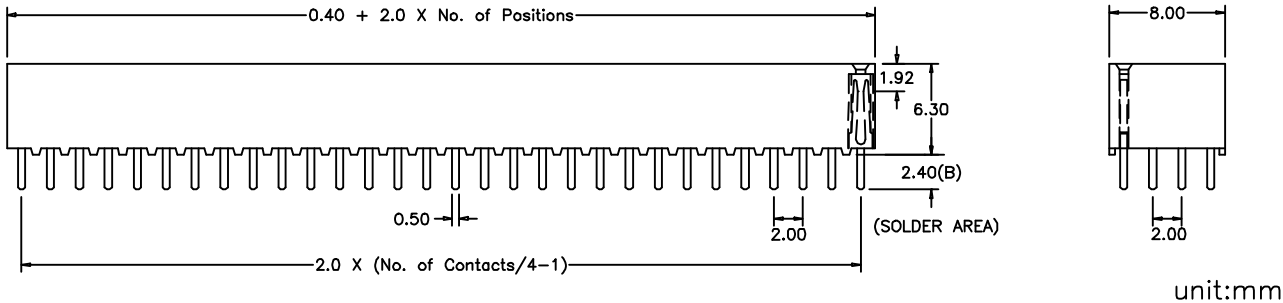 0.40 + 2.0 X No. of Positions
8.00
1.92
6.30
2.40(B)
0.50
2.00
(SOLDER AREA)
2.00
2.0 X (No. of Contacts/4-1)
unit:mm